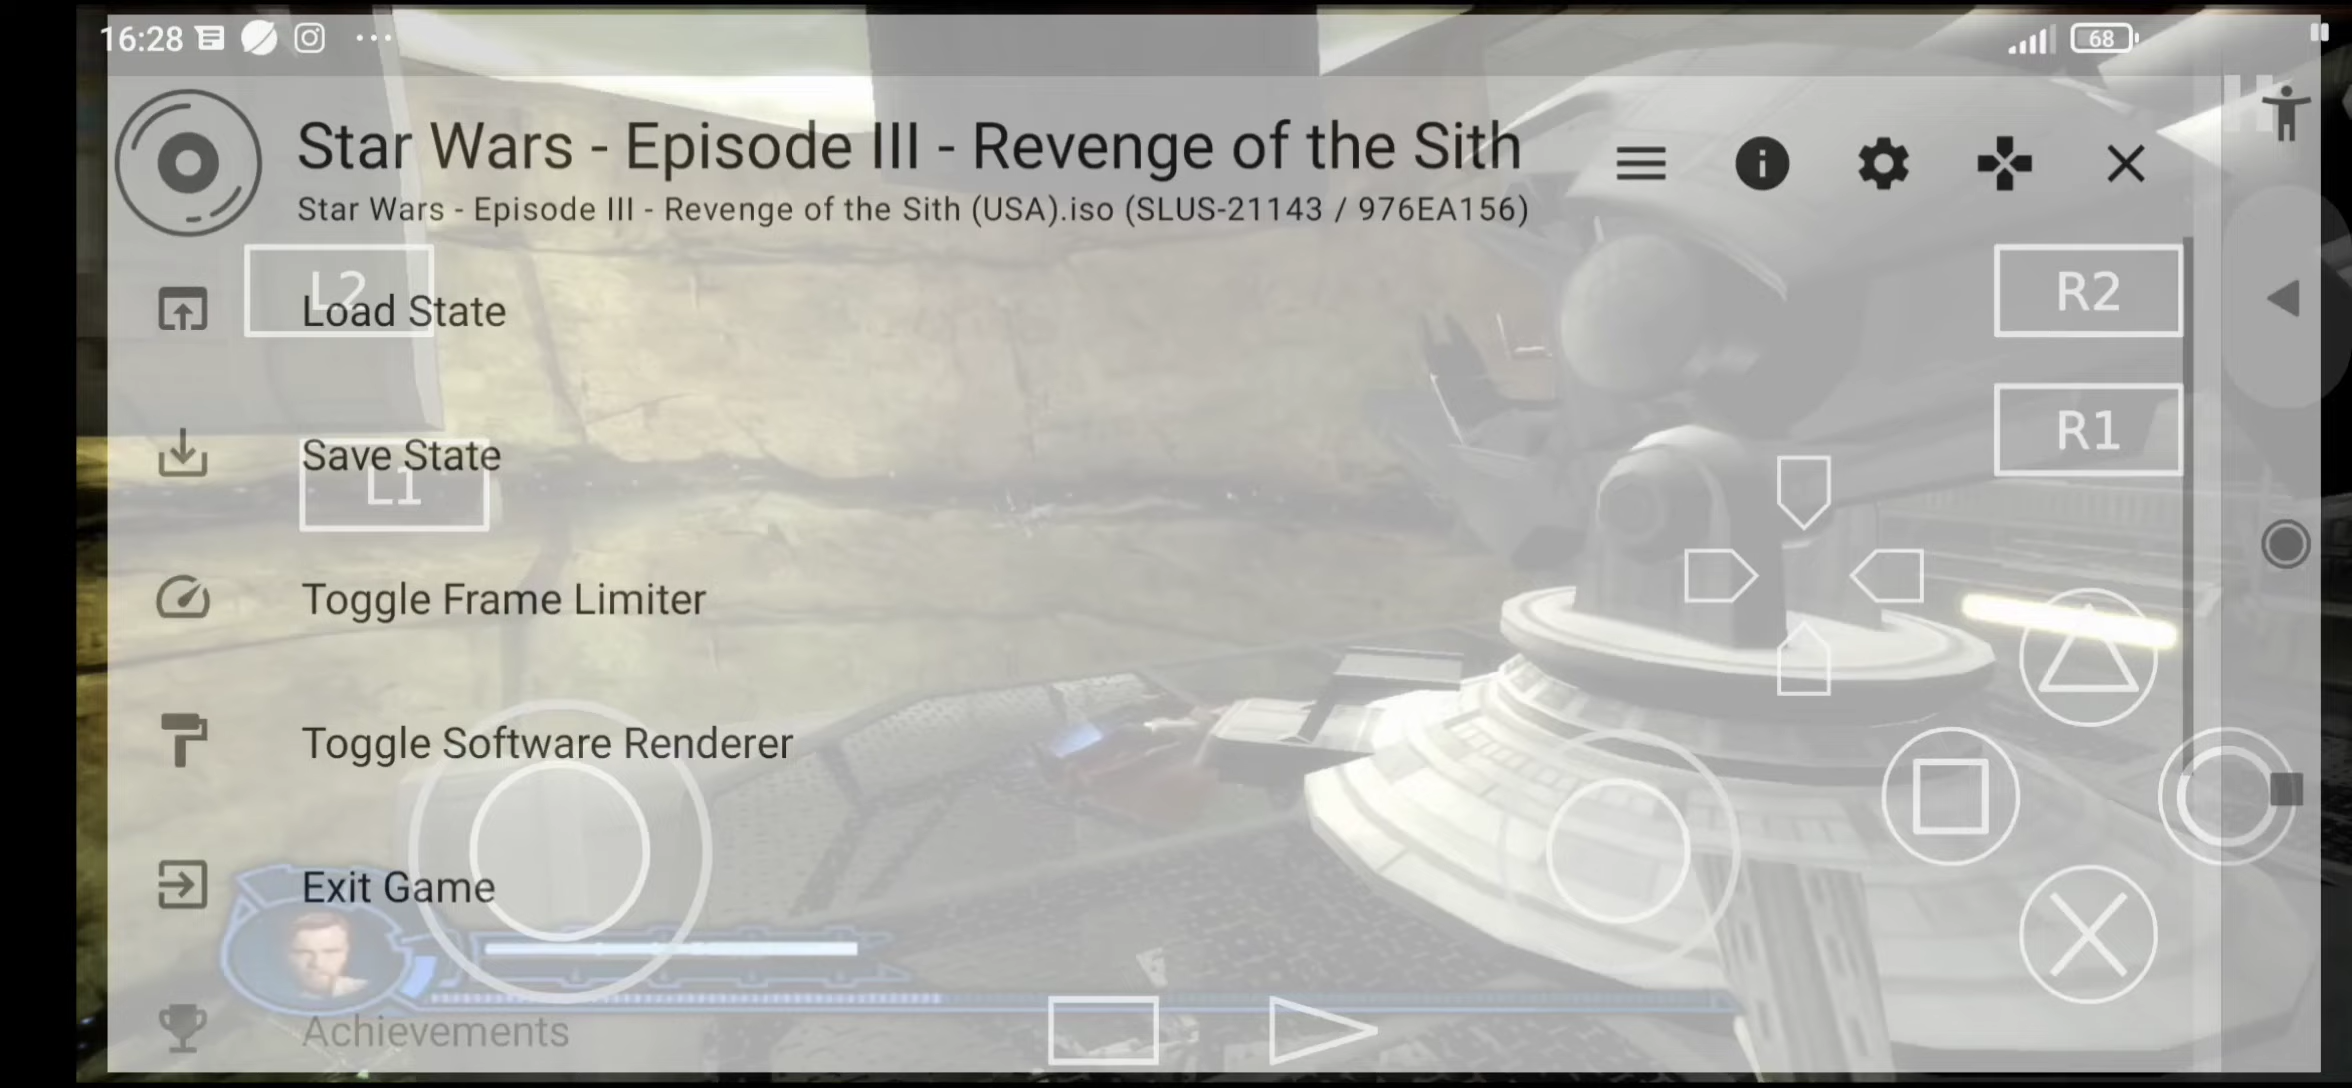 16:28
68
Star Wars - Episode III - Revenge of the Sith
Star Wars - Episode III - Revenge of the Sith (USA).iso (SLUS-21143 / 976EA156)
L2
R2
Load State
R1
Save State
L1
Toggle Frame Limiter
Toggle Software Renderer
Exit Game
Achievements